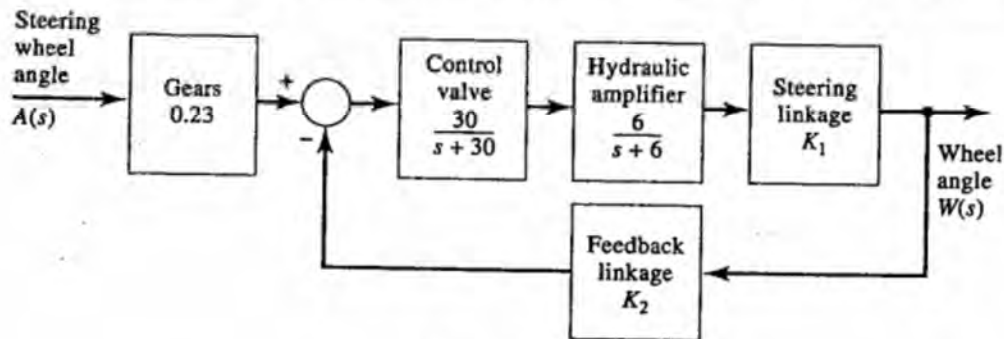 Steering
wheel
angle
A(s)
Gears
0.23
+
−
Control
valve
30
s + 30
Hydraulic
amplifier
6
s + 6
Steering
linkage
K₁
Wheel
angle
W(s)
Feedback
linkage
K₂